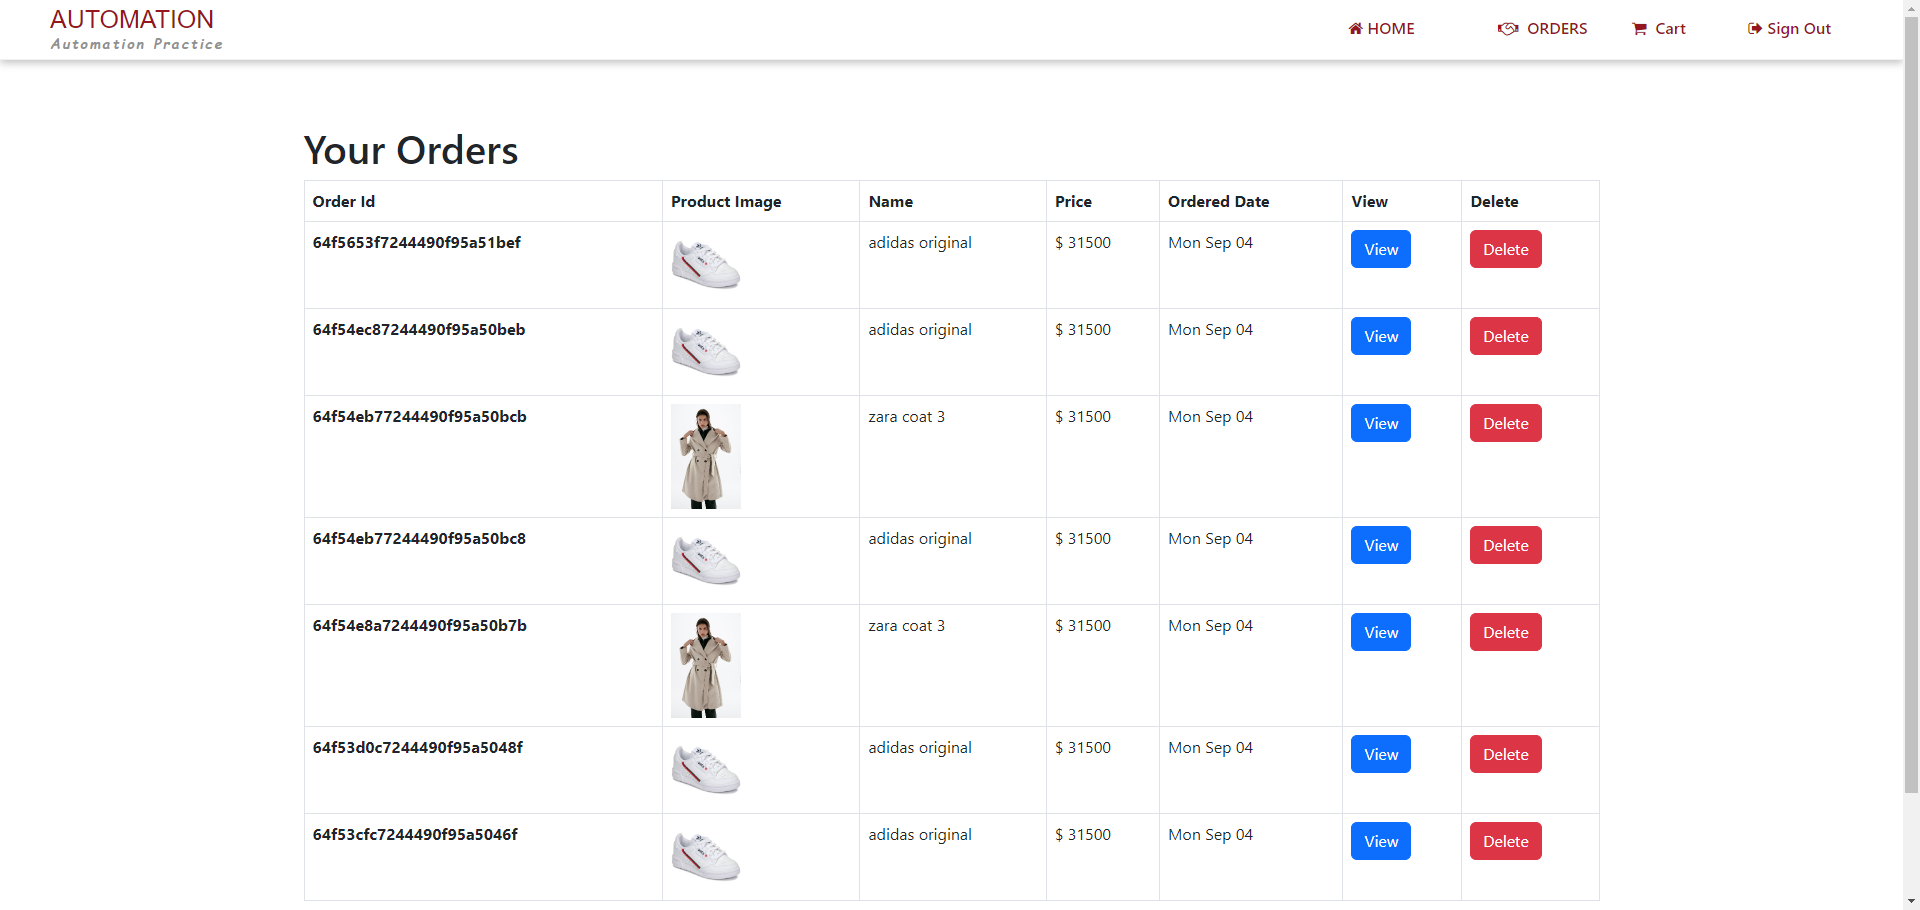 AUTOMATION
Automation Practice
HOME ORDERS Cart Sign Out
Your Orders
Order Id Product Image Name Price Ordered Date View Delete
64f5653f7244490f95a51bef adidas original $ 31500 Mon Sep 04 View Delete
64f54ec87244490f95a50beb adidas original $ 31500 Mon Sep 04 View Delete
64f54eb77244490f95a50bcb zara coat 3 $ 31500 Mon Sep 04 View Delete
64f54eb77244490f95a50bc8 adidas original $ 31500 Mon Sep 04 View Delete
64f54e8a7244490f95a50b7b zara coat 3 $ 31500 Mon Sep 04 View Delete
64f53d0c7244490f95a5048f adidas original $ 31500 Mon Sep 04 View Delete
64f53cfc7244490f95a5046f adidas original $ 31500 Mon Sep 04 View Delete